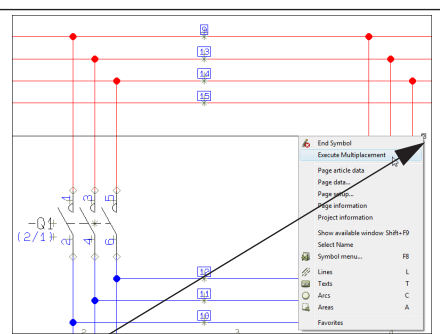 9
13
14
15
End Symbol
Execute Multiplacement
Page article data
Page data...
Page setup...
Page information
Project information
Show available window Shift+F9
Select Name
Symbol menu... F8
Lines L
Texts T
Arcs C
Areas A
Favorites
1 3 5
-Q1
(2/1)
2 4 6
12
11
10
2 3